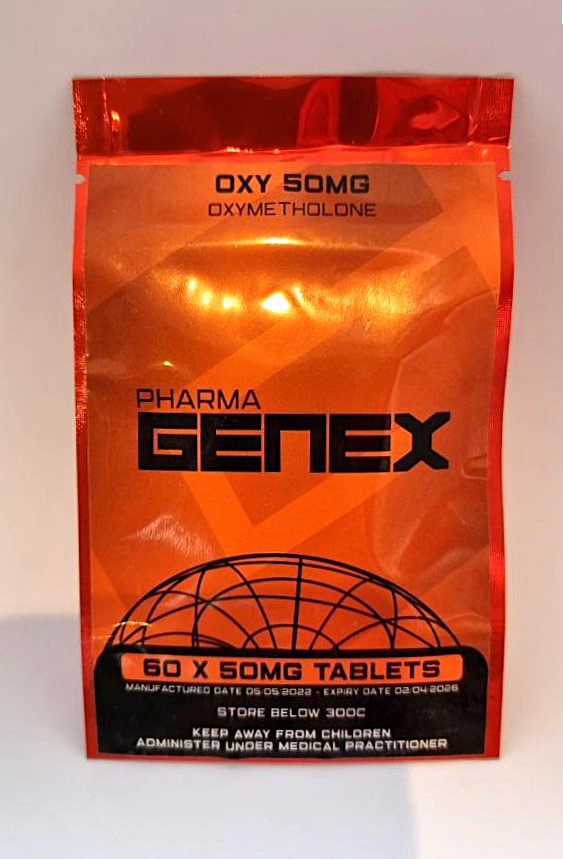 OXY 50MG
OXYMETHOLONE
PHARMA
GENEX
60 X 50MG TABLETS
MANUFACTURED DATE 05.05.2022 - EXPIRY DATE 02.04.2026
STORE BELOW 300C
KEEP AWAY FROM CHILDREN
ADMINISTER UNDER MEDICAL PRACTITIONER